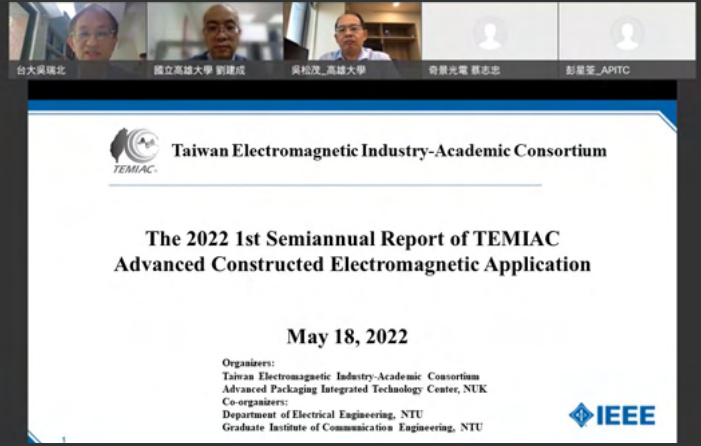 台大吳瑞北
國立高雄大學 劉建成
吳松茂_高雄大學
奇景光電 蔡志忠
彭星筌_APITC
TEMIAC
Taiwan Electromagnetic Industry-Academic Consortium
The 2022 1st Semiannual Report of TEMIAC
Advanced Constructed Electromagnetic Application
May 18, 2022
Organizers:
Taiwan Electromagnetic Industry-Academic Consortium
Advanced Packaging Integrated Technology Center, NUK
Co-organizers:
Department of Electrical Engineering, NTU
Graduate Institute of Communication Engineering, NTU
IEEE
1